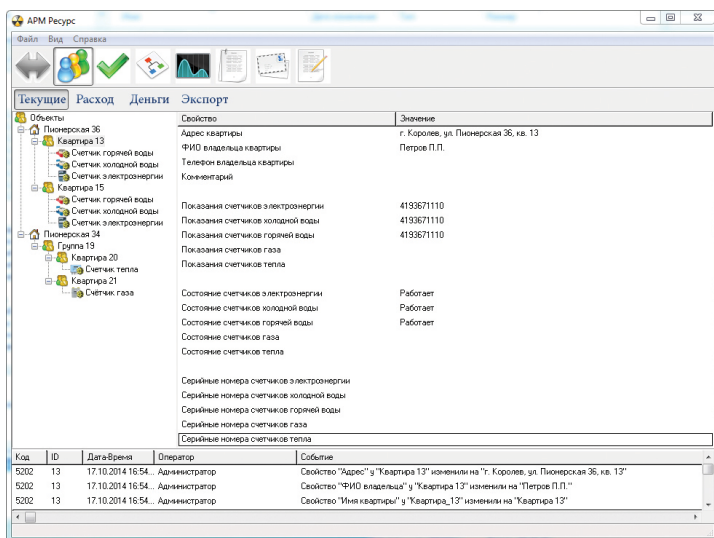 АРМ Ресурс
Файл Вид Справка
Текущие Расход Деньги Экспорт
Объекты
Пионерская 36
Квартира 13
Счетчик горячей воды
Счетчик холодной воды
Счетчик электроэнергии
Квартира 15
Счетчик горячей воды
Счетчик холодной воды
Счетчик электроэнергии
Пионерская 34
Группа 19
Квартира 20
Счетчик тепла
Квартира 21
Счётчик газа
Свойство Значение
Адрес квартиры г. Королев, ул. Пионерская 36, кв. 13
ФИО владельца квартиры Петров П.П.
Телефон владельца квартиры
Комментарий
Показания счетчиков электроэнергии 4193671110
Показания счетчиков холодной воды 4193671110
Показания счетчиков горячей воды 4193671110
Показания счетчиков газа
Показания счетчиков тепла
Состояние счетчиков электроэнергии Работает
Состояние счетчиков холодной воды Работает
Состояние счетчиков горячей воды Работает
Состояние счетчиков газа
Состояние счетчиков тепла
Серийные номера счетчиков электроэнергии
Серийные номера счетчиков холодной воды
Серийные номера счетчиков горячей воды
Серийные номера счетчиков газа
Серийные номера счетчиков тепла
Код ID Дата-Время Оператор Событие
5202 13 17.10.2014 16:54... Администратор Свойство "Адрес" у "Квартира 13" изменили на "г. Королев, ул. Пионерская 36, кв. 13"
5202 13 17.10.2014 16:54... Администратор Свойство "ФИО владельца" у "Квартира 13" изменили на "Петров П.П."
5202 13 17.10.2014 16:54... Администратор Свойство "Имя квартиры" у "Квартира_13" изменили на "Квартира 13"